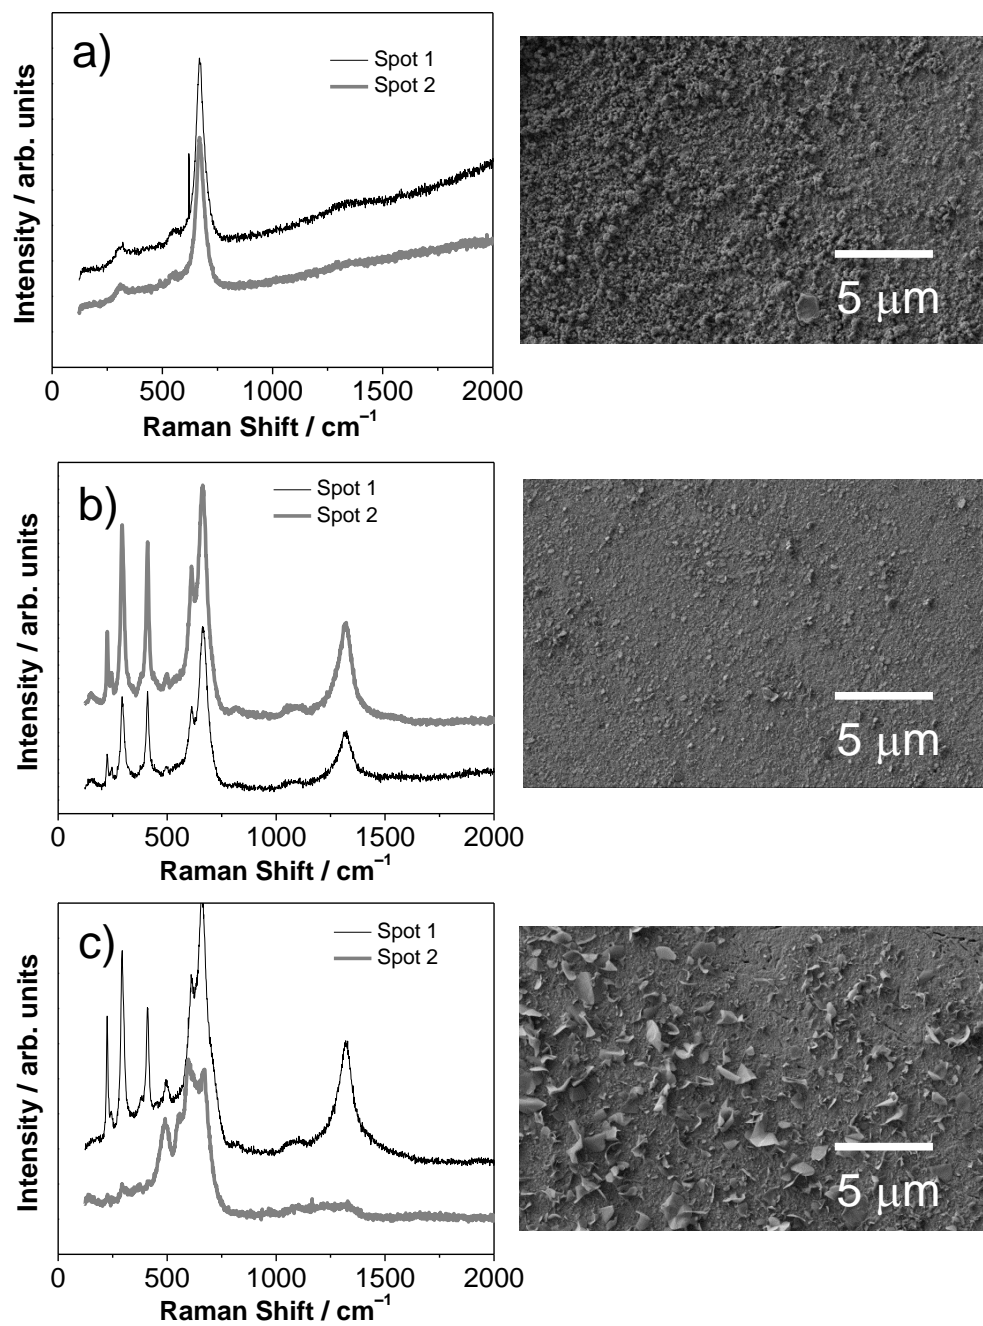 a)
Spot 1
Spot 2
Intensity / arb. units
0 500 1000 1500 2000
Raman Shift / cm⁻¹
5 μm
b)
Spot 1
Spot 2
Intensity / arb. units
0 500 1000 1500 2000
Raman Shift / cm⁻¹
5 μm
c)
Spot 1
Spot 2
Intensity / arb. units
0 500 1000 1500 2000
Raman Shift / cm⁻¹
5 μm